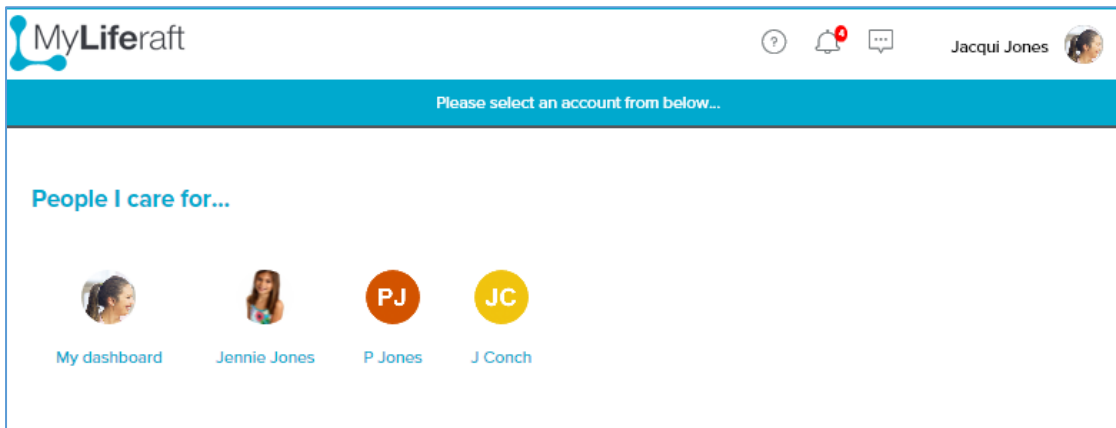 MyLiferaft
?
4
Jacqui Jones
Please select an account from below...
People I care for...
PJ
JC
My dashboard
Jennie Jones
P Jones
J Conch